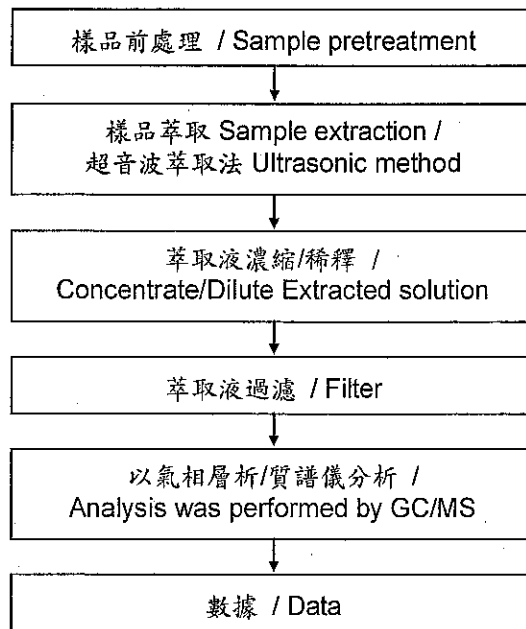 樣品前處理 / Sample pretreatment
樣品萃取 Sample extraction /
超音波萃取法 Ultrasonic method
萃取液濃縮/稀釋 /
Concentrate/Dilute Extracted solution
萃取液過濾 / Filter
以氣相層析/質譜儀分析 /
Analysis was performed by GC/MS
數據 / Data